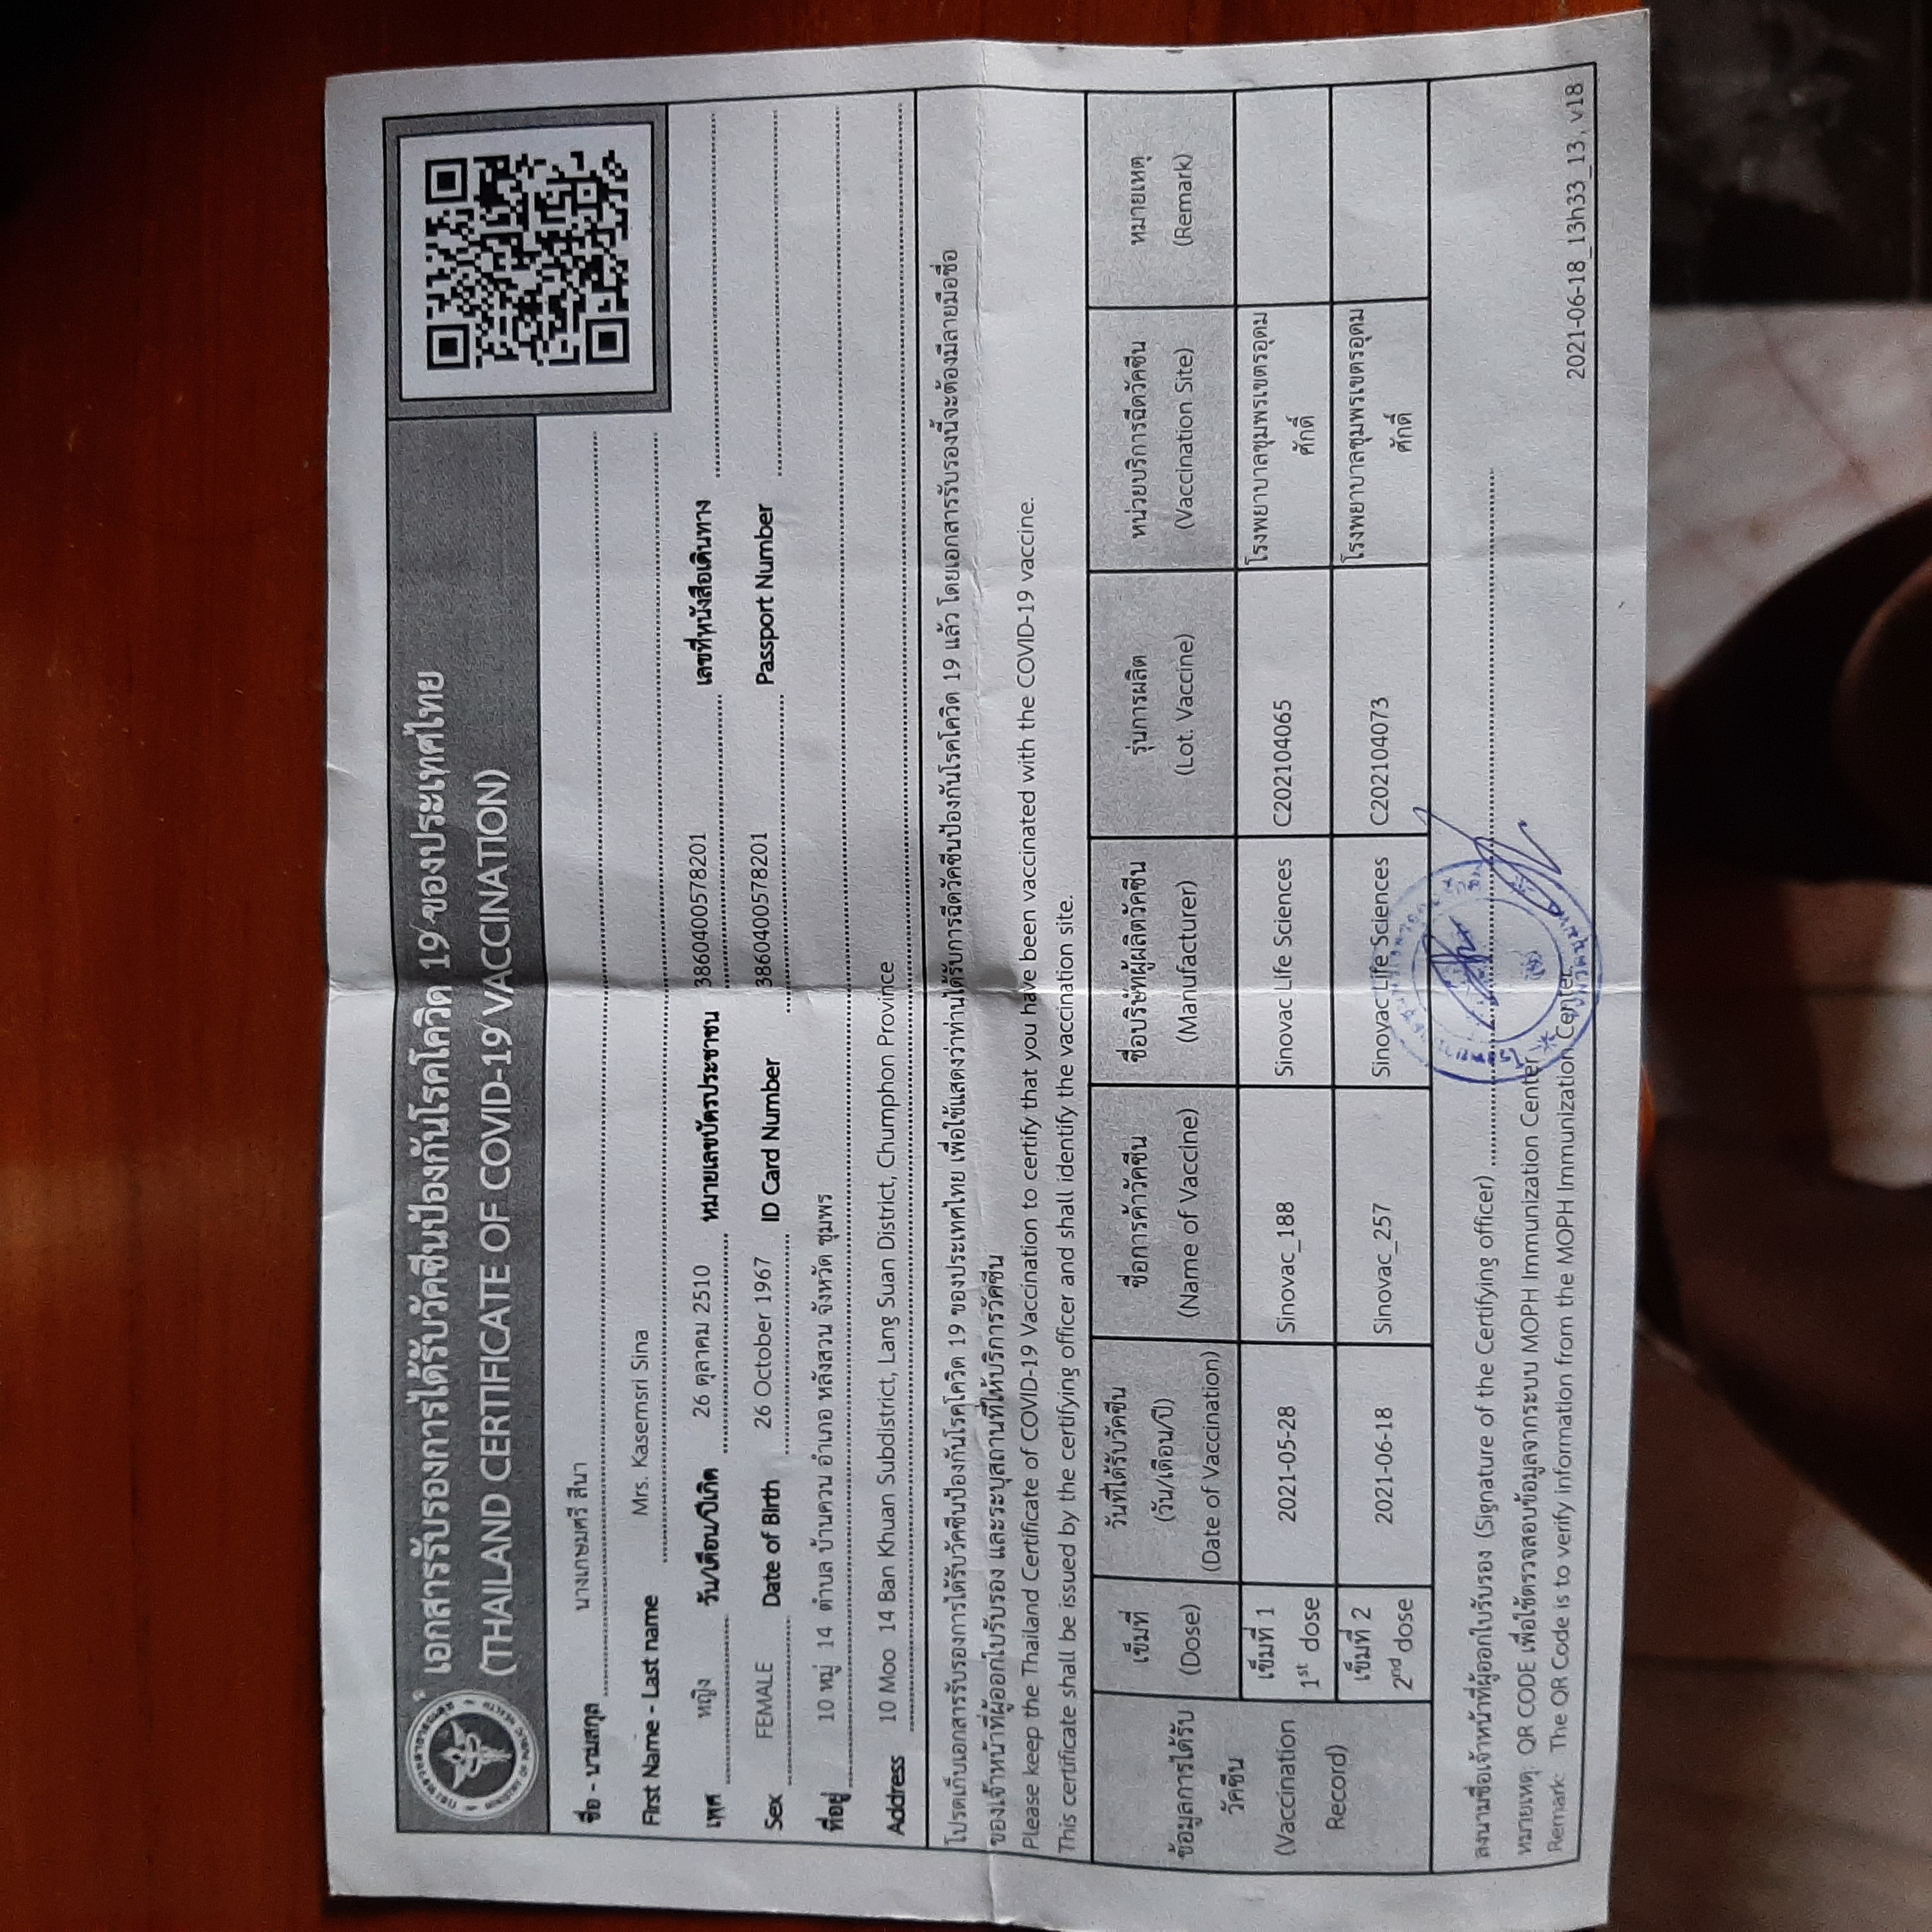 เอกสารรับรองการได้รับวัคซีนป้องกันโรคโควิด 19 ของประเทศไทย
(THAILAND CERTIFICATE OF COVID-19 VACCINATION)
MINISTRY OF PUBLIC HEALTH
ชื่อ - นามสกุล นางเกษมศรี สีนา
First Name - Last name Mrs. Kasemsri Sina
เพศ หญิง วัน/เดือน/ปีเกิด 26 ตุลาคม 2510 หมายเลขบัตรประชาชน 3860400578201 เลขที่หนังสือเดินทาง
Sex FEMALE Date of Birth 26 October 1967 ID Card Number 3860400578201 Passport Number
ที่อยู่ 10 หมู่ 14 ตำบล บ้านควน อำเภอ หลังสวน จังหวัด ชุมพร
Address 10 Moo 14 Ban Khuan Subdistrict, Lang Suan District, Chumphon Province
โปรดเก็บเอกสารรับรองการได้รับวัคซีนป้องกันโรคโควิด 19 ของประเทศไทย เพื่อใช้แสดงว่าท่านได้รับการฉีดวัคซีนป้องกันโรคโควิด 19 แล้ว โดยเอกสารรับรองนี้จะต้องมีลายมือชื่อ
ของเจ้าหน้าที่ผู้ออกใบรับรอง และระบุสถานที่ให้บริการวัคซีน
Please keep the Thailand Certificate of COVID-19 Vaccination to certify that you have been vaccinated with the COVID-19 vaccine.
This certificate shall be issued by the certifying officer and shall identify the vaccination site.
ข้อมูลการได้รับ
วัคซีน
(Vaccination
Record)
เข็มที่
(Dose)
วันที่ได้รับวัคซีน
(วัน/เดือน/ปี)
(Date of Vaccination)
ชื่อการค้าวัคซีน
(Name of Vaccine)
ชื่อบริษัทผู้ผลิตวัคซีน
(Manufacturer)
รุ่นการผลิต
(Lot. Vaccine)
หน่วยบริการฉีดวัคซีน
(Vaccination Site)
หมายเหตุ
(Remark)
เข็มที่ 1
1st dose
2021-05-28
Sinovac_188
Sinovac Life Sciences
C202104065
โรงพยาบาลชุมพรเขตรอุดม
ศักดิ์
เข็มที่ 2
2nd dose
2021-06-18
Sinovac_257
Sinovac Life Sciences
C202104073
โรงพยาบาลชุมพรเขตรอุดม
ศักดิ์
ลงนามชื่อเจ้าหน้าที่ผู้ออกใบรับรอง (Signature of the Certifying officer)
หมายเหตุ: QR CODE เพื่อใช้ตรวจสอบข้อมูลจากระบบ MOPH Immunization Center
Remark: The QR Code is to verify information from the MOPH Immunization Center.
2021-06-18_13h33_13, v18